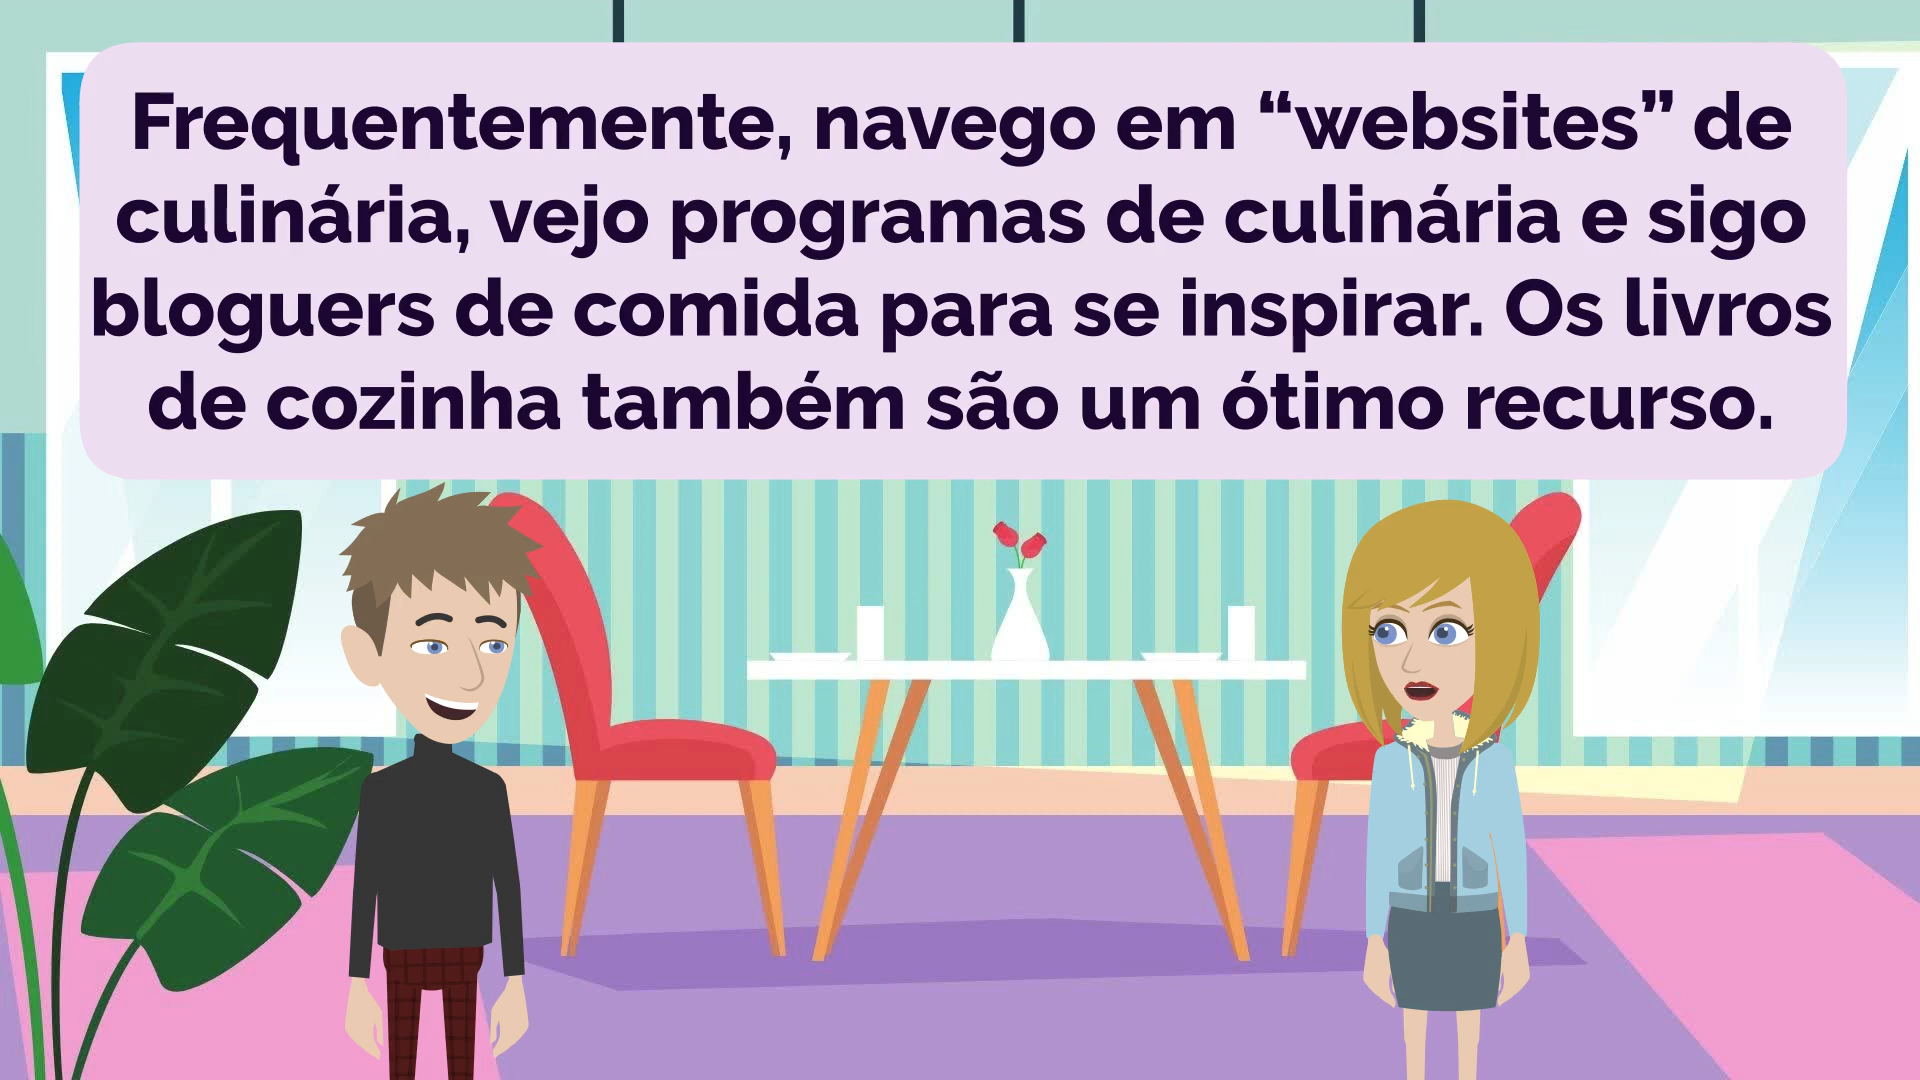 Frequentemente, navego em “websites” de
culinária, vejo programas de culinária e sigo
bloguers de comida para se inspirar. Os livros
de cozinha também são um ótimo recurso.